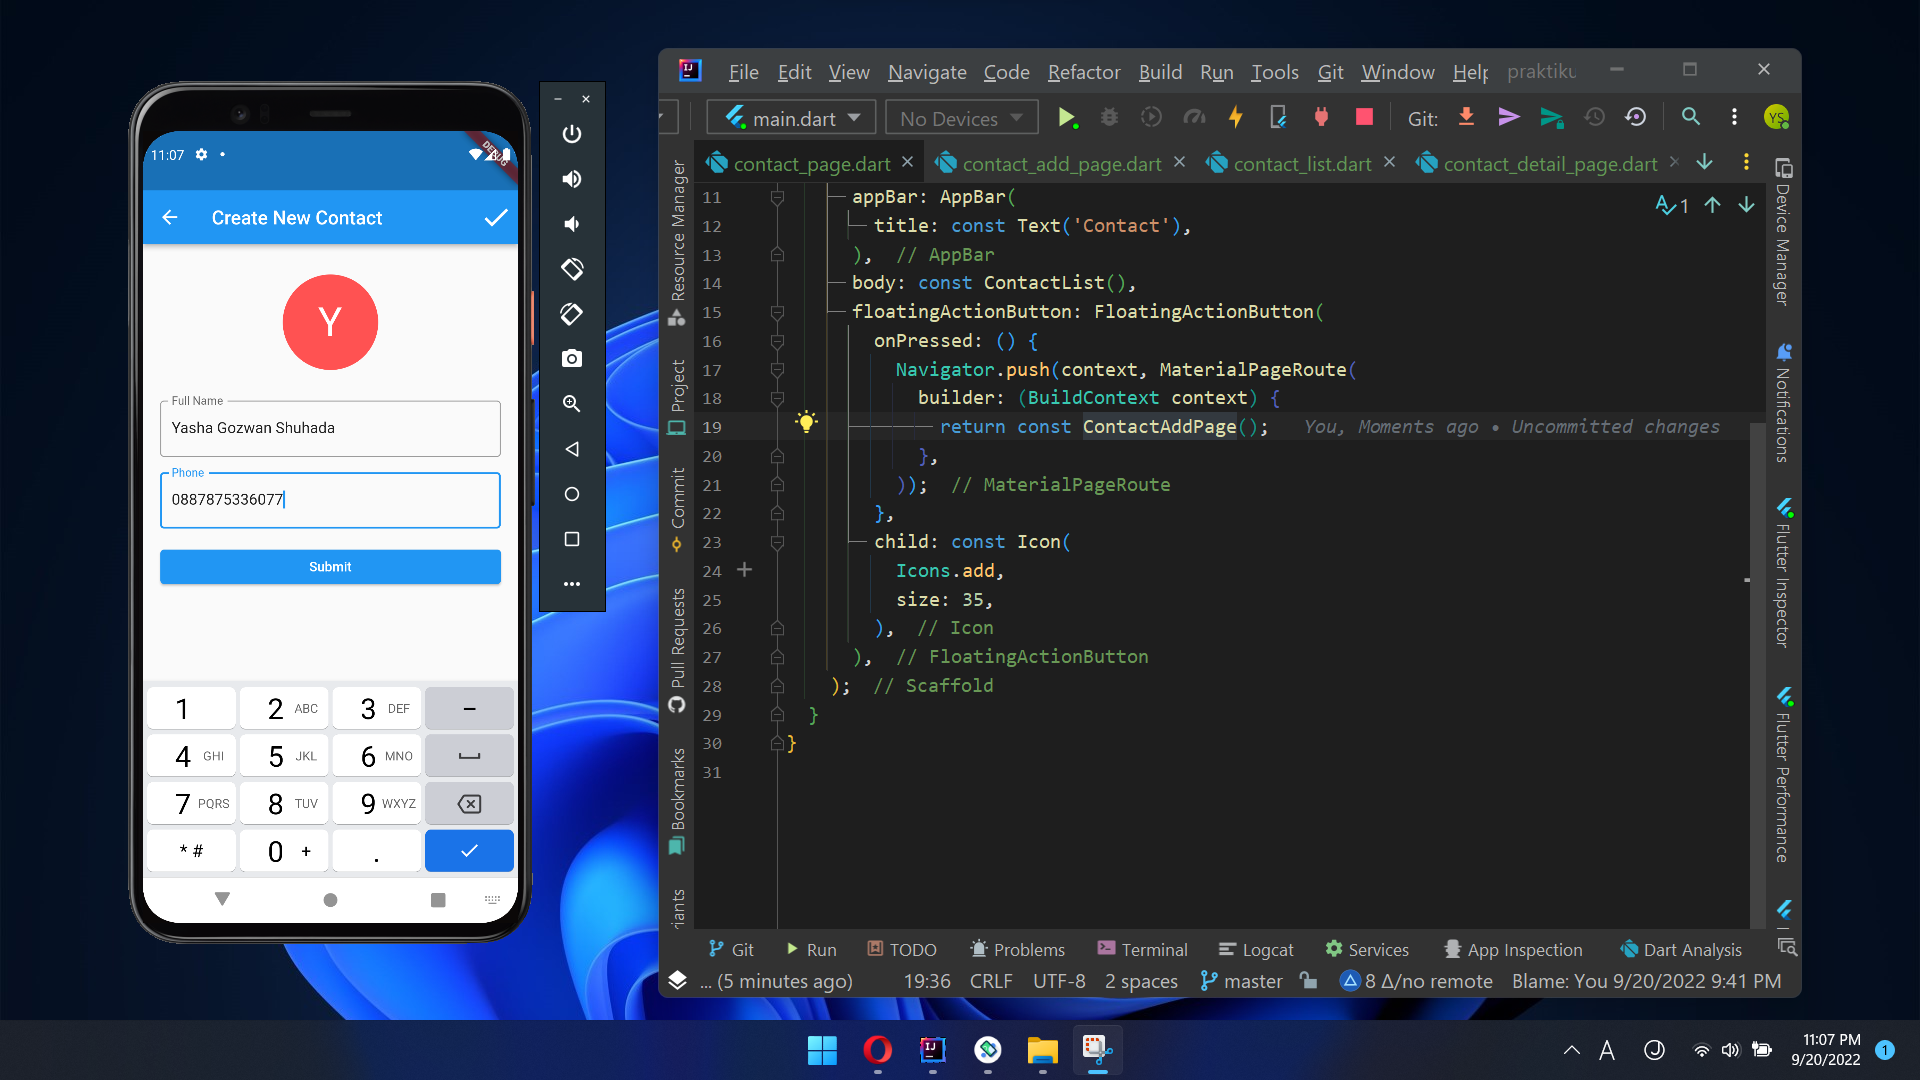 11:07
DEBUG
Create New Contact
Y
Full Name
Yasha Gozwan Shuhada
Phone
0887875336077
Submit
1 2 ABC 3 DEF –
4 GHI 5 JKL 6 MNO
7 PQRS 8 TUV 9 WXYZ
* # 0 + .
IJ File Edit View Navigate Code Refactor Build Run Tools Git Window Help praktiku
main.dart No Devices Git: YS
contact_page.dart contact_add_page.dart contact_list.dart contact_detail_page.dart
11 appBar: AppBar(
12 title: const Text('Contact'),
13 ), // AppBar
14 body: const ContactList(),
15 floatingActionButton: FloatingActionButton(
16 onPressed: () {
17 Navigator.push(context, MaterialPageRoute(
18 builder: (BuildContext context) {
19 return const ContactAddPage(); You, Moments ago • Uncommitted changes
20 },
21 )); // MaterialPageRoute
22 },
23 child: const Icon(
24 Icons.add,
25 size: 35,
26 ), // Icon
27 ), // FloatingActionButton
28 ); // Scaffold
29 }
30 }
31
1
Resource Manager
Project
Commit
Pull Requests
Bookmarks
iants
Device Manager
Notifications
Flutter Inspector
Flutter Performance
Git Run TODO Problems Terminal Logcat Services App Inspection Dart Analysis
... (5 minutes ago) 19:36 CRLF UTF-8 2 spaces master 8 Δ/no remote Blame: You 9/20/2022 9:41 PM
IJ
A
J
11:07 PM
9/20/2022
1